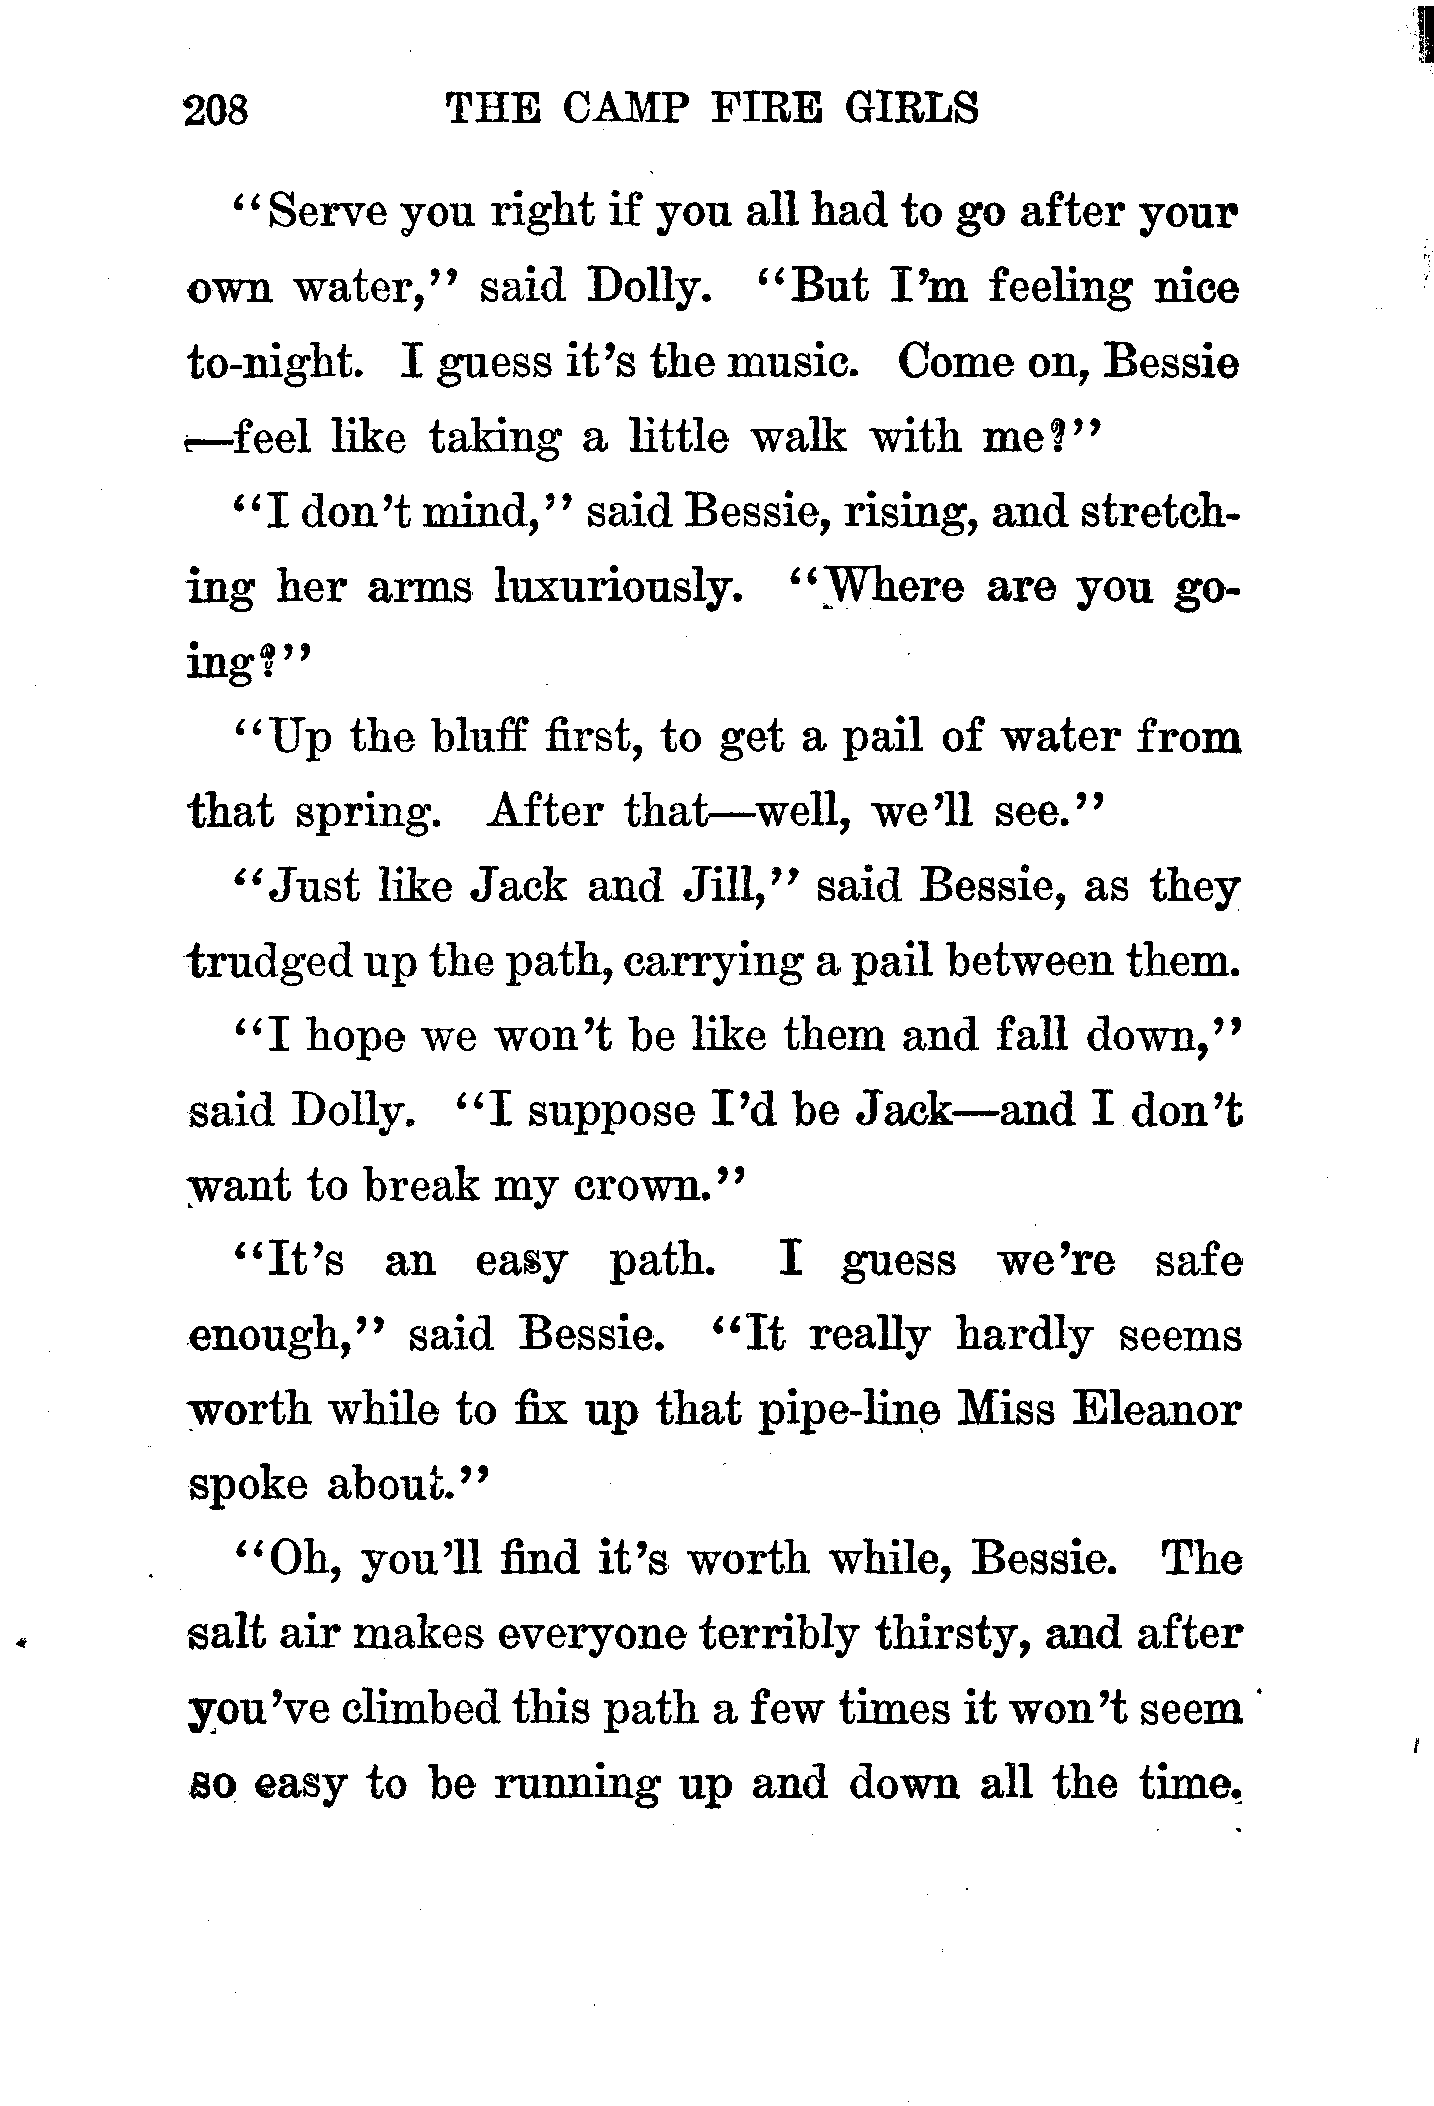 208 THE CAMP FIRE GIRLS
"Serve you right if you all had to go after your
own water," said Dolly. "But I'm feeling nice
to-night. I guess it's the music. Come on, Bessie
—feel like taking a little walk with me?"
"I don't mind," said Bessie, rising, and stretch-
ing her arms luxuriously. "Where are you go-
ing?"
"Up the bluff first, to get a pail of water from
that spring. After that—well, we'll see."
"Just like Jack and Jill," said Bessie, as they
trudged up the path, carrying a pail between them.
"I hope we won't be like them and fall down,"
said Dolly. "I suppose I'd be Jack—and I don't
want to break my crown."
"It's an easy path. I guess we're safe
enough," said Bessie. "It really hardly seems
worth while to fix up that pipe-line Miss Eleanor
spoke about."
"Oh, you'll find it's worth while, Bessie. The
salt air makes everyone terribly thirsty, and after
you've climbed this path a few times it won't seem
so easy to be running up and down all the time.